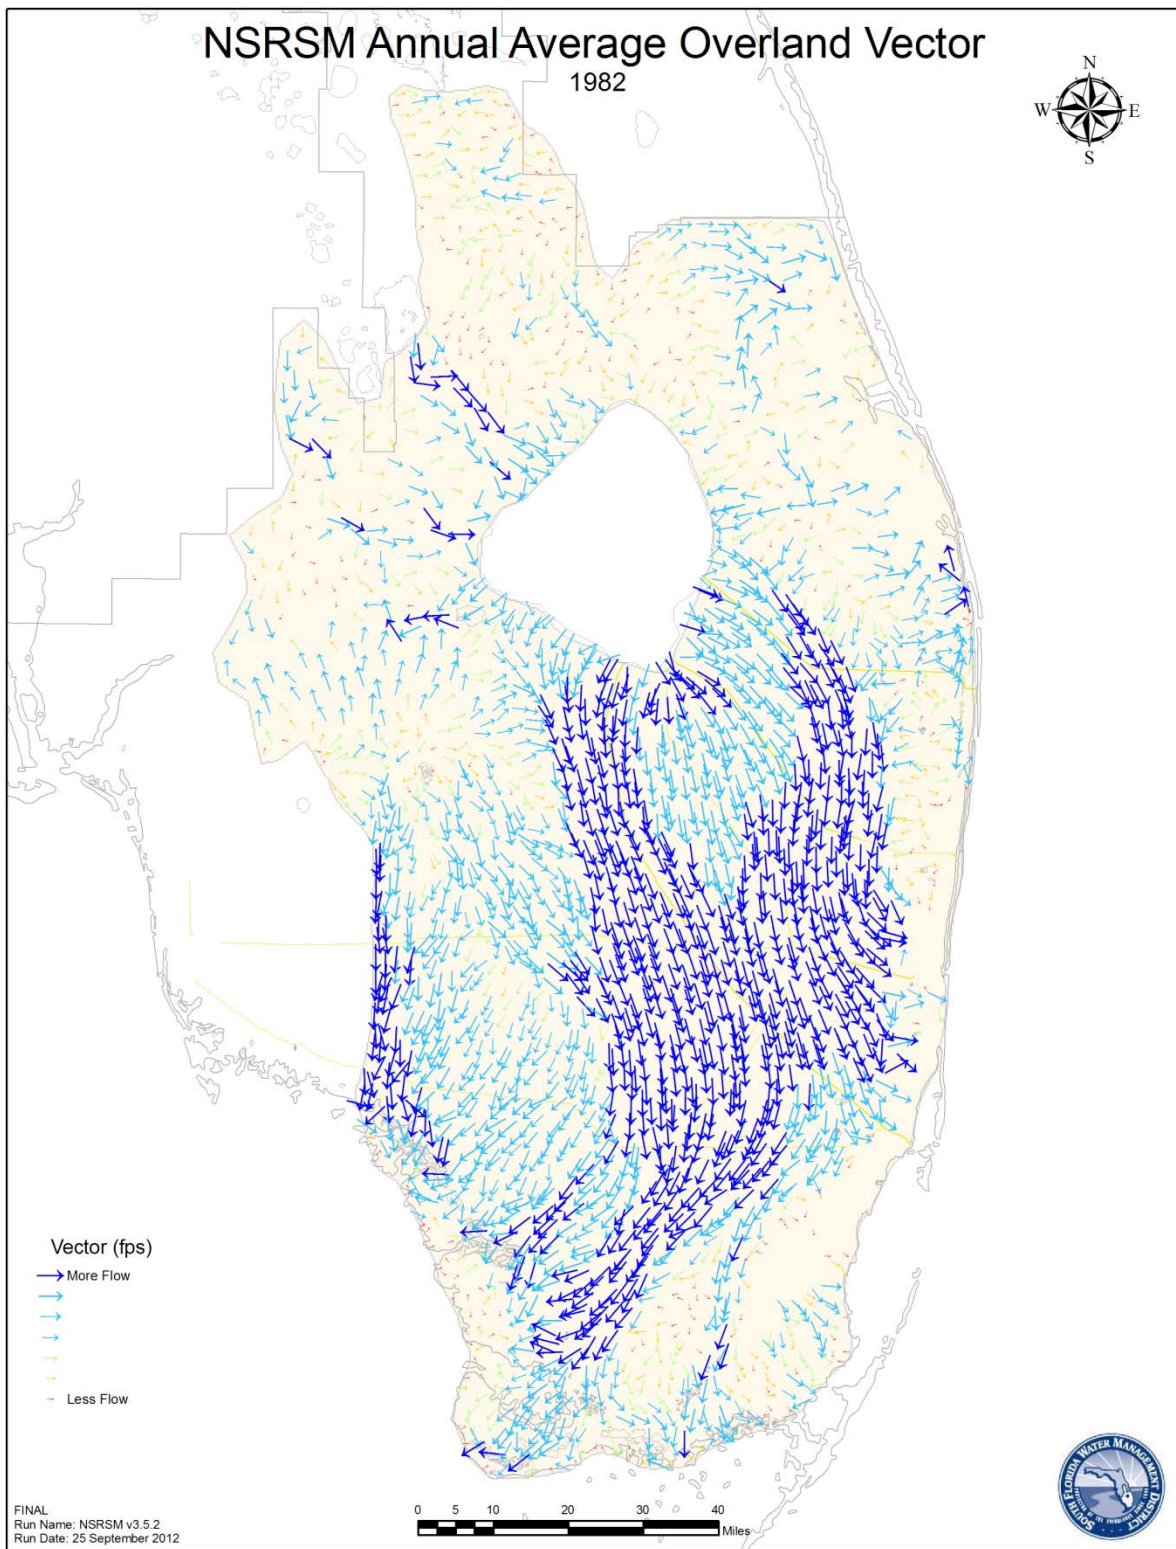 NSRSM Annual Average Overland Vector
1982
N
W E
S
Vector (fps)
More Flow
Less Flow
FINAL
Run Name: NSRSM v3.5.2
Run Date: 25 September 2012
0 5 10 20 30 40
Miles
SOUTH FLORIDA WATER MANAGEMENT DISTRICT